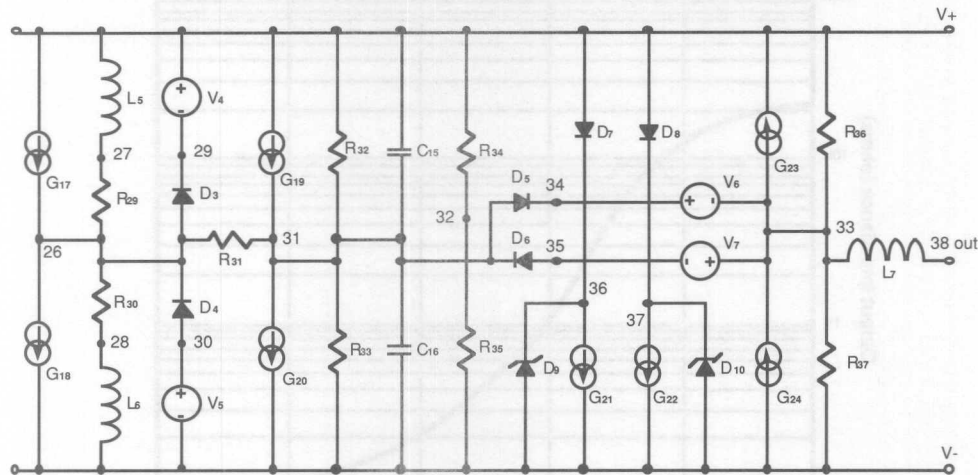 V+
L5
V4
G17
27
29
R29
D3
G19
R32
C15
R34
D7
D8
G23
R36
D5
34
V6
32
26
R31
31
D6
35
V7
33
38 out
L7
R30
D4
36
37
28
30
G18
L6
V5
G20
R33
C16
R35
D9
G21
G22
D10
G24
R37
V-